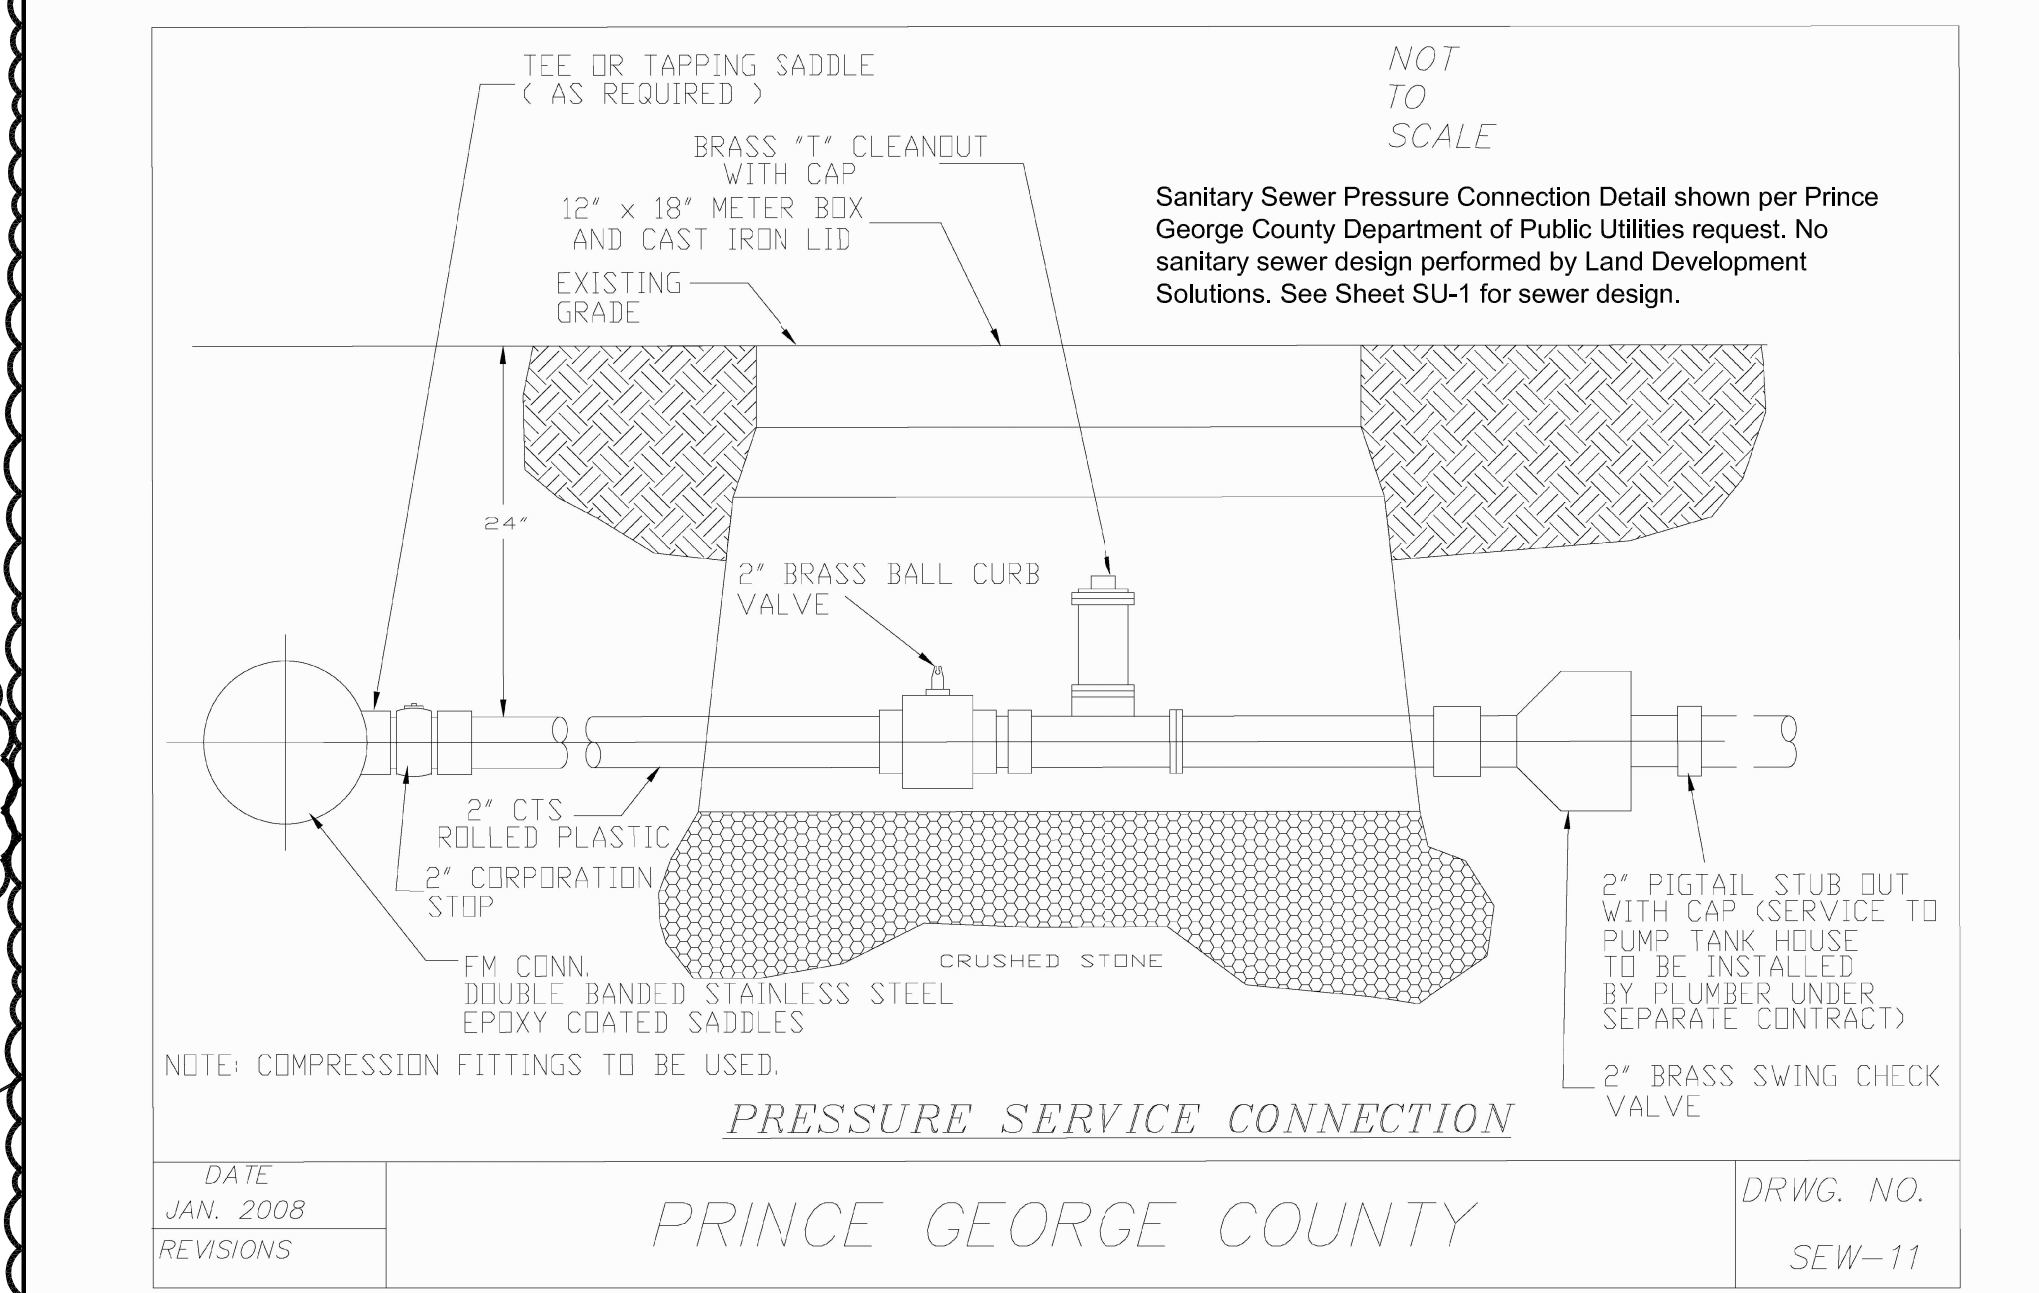 TEE OR TAPPING SADDLE
( AS REQUIRED )
NOT
TO
SCALE
BRASS "T" CLEANOUT
WITH CAP
12" x 18" METER BOX
AND CAST IRON LID
EXISTING
GRADE
Sanitary Sewer Pressure Connection Detail shown per Prince
George County Department of Public Utilities request. No
sanitary sewer design performed by Land Development
Solutions. See Sheet SU-1 for sewer design.
24"
2" BRASS BALL CURB
VALVE
2" CTS
ROLLED PLASTIC
2" CORPORATION
STOP
FM CONN.
DOUBLE BANDED STAINLESS STEEL
EPOXY COATED SADDLES
CRUSHED STONE
2" PIGTAIL STUB OUT
WITH CAP (SERVICE TO
PUMP TANK HOUSE
TO BE INSTALLED
BY PLUMBER UNDER
SEPARATE CONTRACT)
2" BRASS SWING CHECK
VALVE
NOTE: COMPRESSION FITTINGS TO BE USED.
PRESSURE SERVICE CONNECTION
DATE
JAN. 2008
REVISIONS
PRINCE GEORGE COUNTY
DRWG. NO.
SEW-11